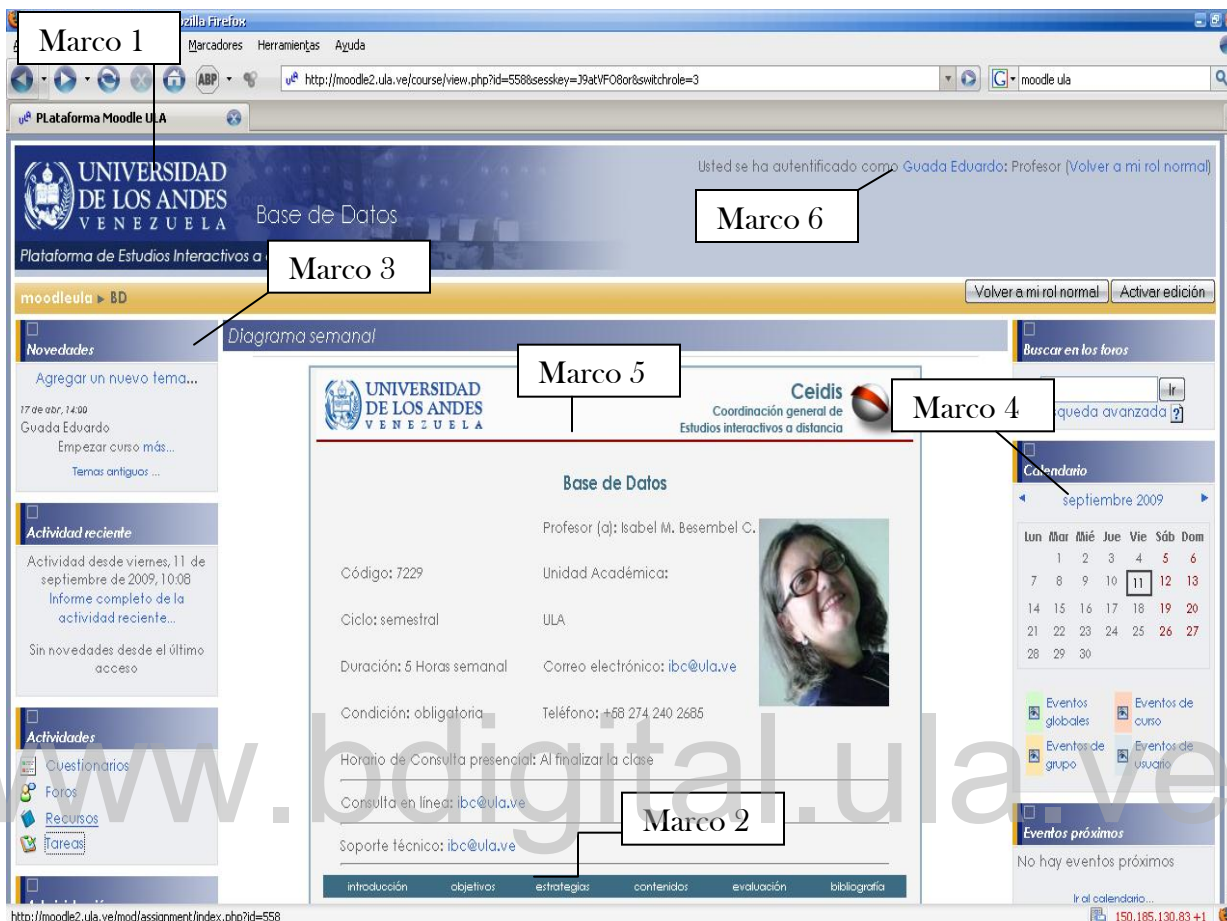 Marco 1
ozilla Firefox
Marcadores Herramientas Ayuda
ABP
http://moodle2.ula.ve/course/view.php?id=558&sesskey=J9atVFO8or&switchrole=3
moodle ula
PLataforma Moodle ULA
UNIVERSIDAD
DE LOS ANDES
VENEZUELA
Base de Datos
Plataforma de Estudios Interactivos a
Usted se ha autentificado como Guada Eduardo: Profesor (Volver a mi rol normal)
Marco 6
Marco 3
moodleula ► BD
Volver a mi rol normal
Activar edición
Novedades
Agregar un nuevo tema...
17 de abr, 14:00
Guada Eduardo
Empezar curso más...
Temas antiguos ...
Actividad reciente
Actividad desde viernes, 11 de
septiembre de 2009, 10:08
Informe completo de la
actividad reciente...
Sin novedades desde el último
acceso
Actividades
Cuestionarios
Foros
Recursos
Tareas
Diagrama semanal
Marco 5
UNIVERSIDAD
DE LOS ANDES
VENEZUELA
Ceidis
Coordinación general de
Estudios interactivos a distancia
Base de Datos
Profesor (a): Isabel M. Besembel C.
Código: 7229 Unidad Académica:
Ciclo: semestral ULA
Duración: 5 Horas semanal Correo electrónico: ibc@ula.ve
Condición: obligatoria Teléfono: +58 274 240 2685
Horario de Consulta presencial: Al finalizar la clase
Consulta en línea: ibc@ula.ve
Marco 2
Soporte técnico: ibc@ula.ve
introducción objetivos estrategias contenidos evaluación bibliografía
Buscar en los foros
Ir
Marco 4
squeda avanzada ?
Calendario
◄ septiembre 2009 ►
Lun Mar Mié Jue Vie Sáb Dom
1 2 3 4 5 6
7 8 9 10 11 12 13
14 15 16 17 18 19 20
21 22 23 24 25 26 27
28 29 30
Eventos globales
Eventos de curso
Eventos de grupo
Eventos de usuario
Eventos próximos
No hay eventos próximos
Ir al calendario...
www.bdigital.ula.ve
http://moodle2.ula.ve/mod/assignment/index.php?id=558
150.185.130.83 +1